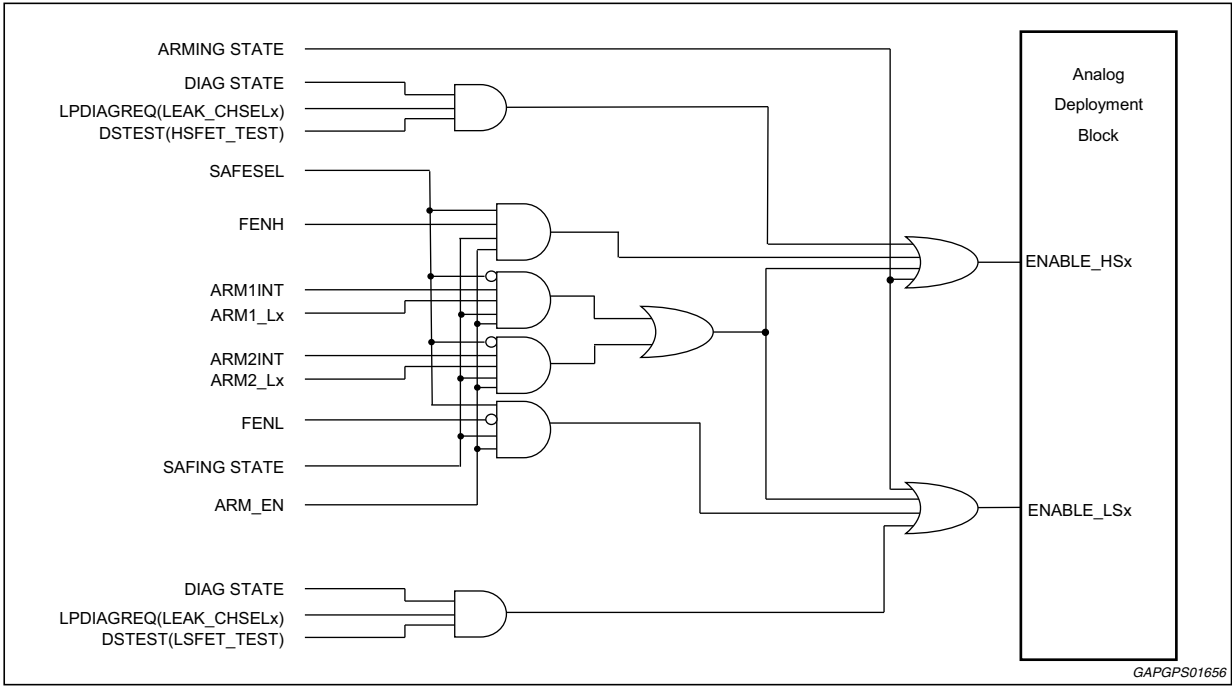 ARMING STATE
DIAG STATE
LPDIAGREQ(LEAK_CHSELx)
DSTEST(HSFET_TEST)
SAFESEL
FENH
ARM1INT
ARM1_Lx
ARM2INT
ARM2_Lx
FENL
SAFING STATE
ARM_EN
DIAG STATE
LPDIAGREQ(LEAK_CHSELx)
DSTEST(LSFET_TEST)
Analog
Deployment
Block
ENABLE_HSx
ENABLE_LSx
GAPGPS01656